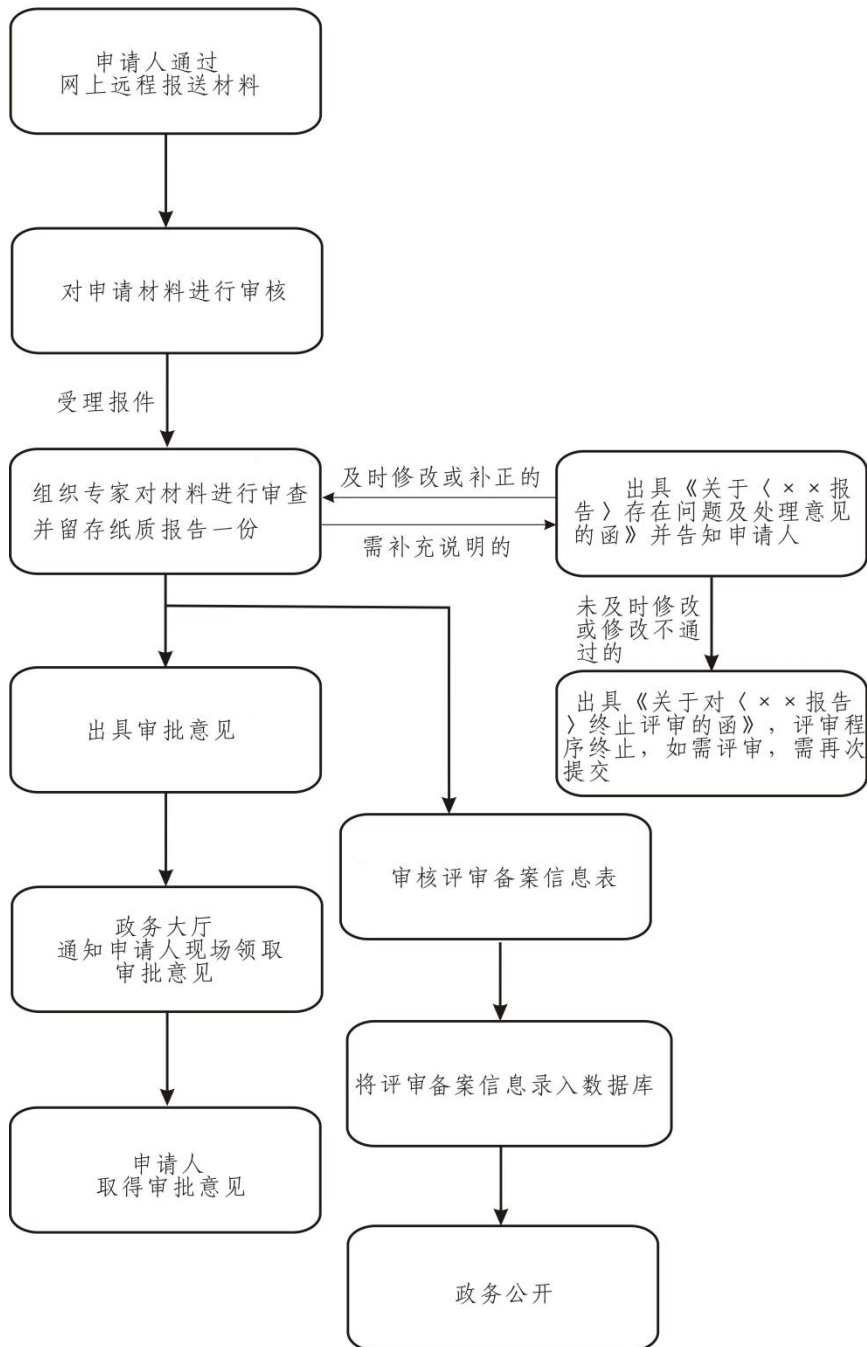 申请人通过
网上远程报送材料
对申请材料进行审核
受理报件
组织专家对材料进行审查
并留存纸质报告一份
及时修改或补正的
需补充说明的
出具《关于〈××报
告〉存在问题及处理意见
的函》并告知申请人
未及时修改
或修改不通
过的
出具《关于对〈××报告
〉终止评审的函》，评审程
序终止，如需评审，需再次
提交
出具审批意见
审核评审备案信息表
政务大厅
通知申请人现场领取
审批意见
将评审备案信息录入数据库
申请人
取得审批意见
政务公开